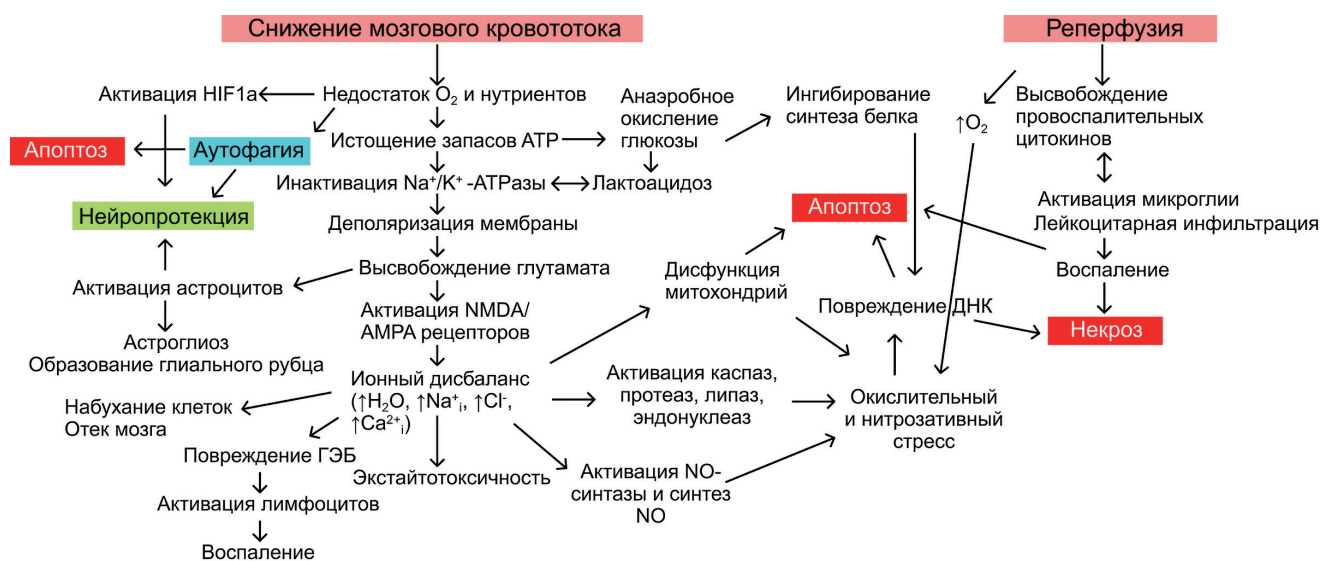 Снижение мозгового кровототока
Реперфузия
Активация HIF1a
Недостаток O₂ и нутриентов
Анаэробное
окисление
глюкозы
Ингибирование
синтеза белка
↑O₂
Высвобождение
провоспалительных
цитокинов
Апоптоз
Аутофагия
Истощение запасов АТР
Инактивация Na⁺/K⁺ -АТРазы
Лактоацидоз
Нейропротекция
Деполяризация мембраны
Апоптоз
Активация микроглии
Лейкоцитарная инфильтрация
Высвобождение глутамата
Активация астроцитов
Дисфункция
митохондрий
Воспаление
Активация NMDA/
AMPA рецепторов
Повреждение ДНК
Некроз
Астроглиоз
Образование глиального рубца
Ионный дисбаланс
(↑H₂O, ↑Na⁺ᵢ, ↑Cl⁻,
↑Ca²⁺ᵢ)
Активация каспаз,
протеаз, липаз,
эндонуклеаз
Окислительный
и нитрозативный
стресс
Набухание клеток
Отек мозга
Повреждение ГЭБ
Экстайтотоксичность
Активация NO-
синтазы и синтез
NO
Активация лимфоцитов
Воспаление